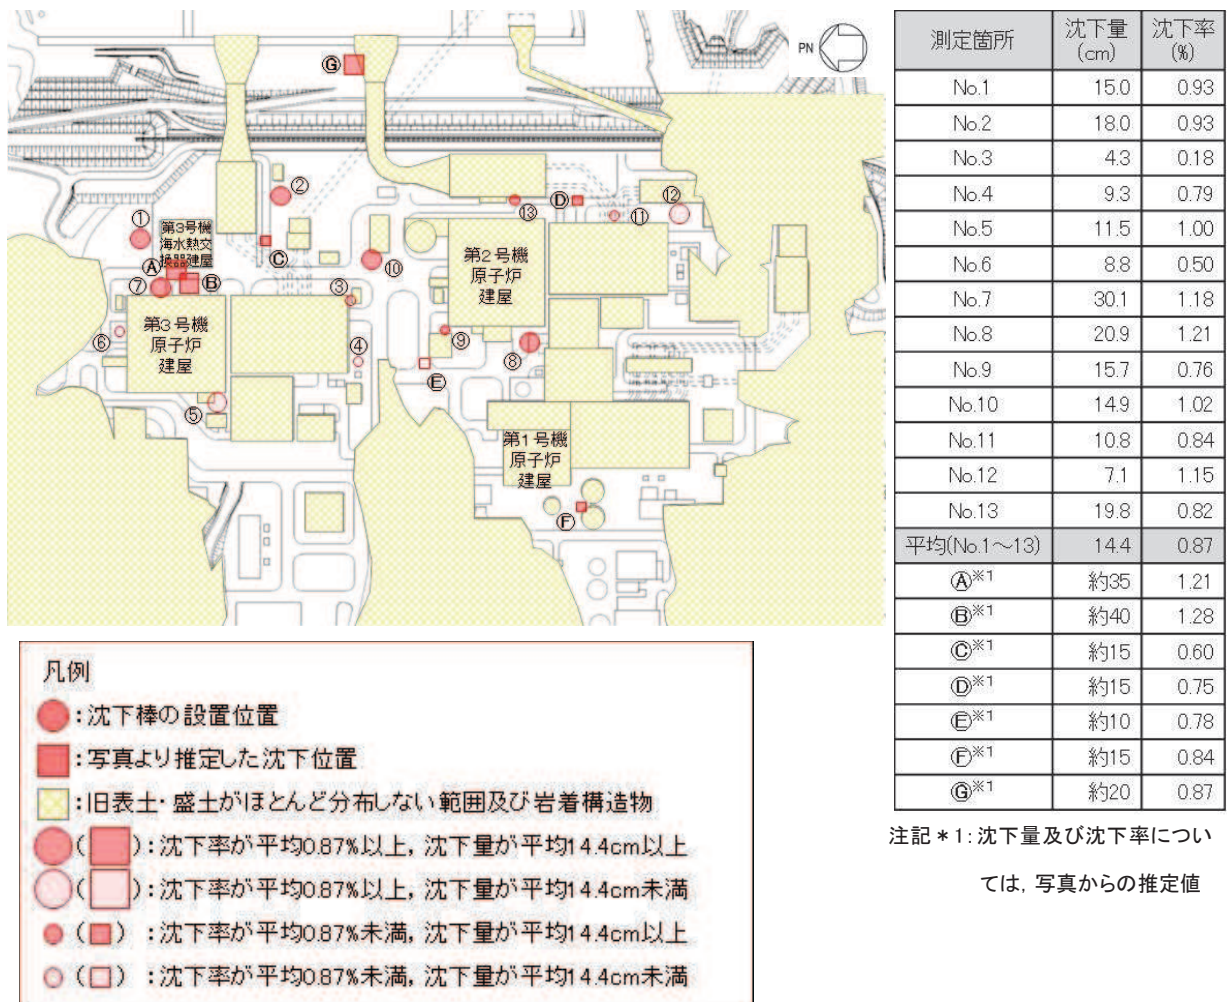 PN
Ⓖ
②
①
第3号機
海水熱交
換器建屋
Ⓐ
Ⓑ
Ⓒ
⑦
③
⑩
⑥
第3号機
原子炉
建屋
④
⑤
第2号機
原子炉
建屋
⑬
Ⓓ
⑪
⑫
⑨
⑧
Ⓔ
第1号機
原子炉
建屋
Ⓕ
測定箇所 沈下量(cm) 沈下率(%)
No.1 15.0 0.93
No.2 18.0 0.93
No.3 4.3 0.18
No.4 9.3 0.79
No.5 11.5 1.00
No.6 8.8 0.50
No.7 30.1 1.18
No.8 20.9 1.21
No.9 15.7 0.76
No.10 14.9 1.02
No.11 10.8 0.84
No.12 7.1 1.15
No.13 19.8 0.82
平均(No.1～13) 14.4 0.87
Ⓐ※1 約35 1.21
Ⓑ※1 約40 1.28
Ⓒ※1 約15 0.60
Ⓓ※1 約15 0.75
Ⓔ※1 約10 0.78
Ⓕ※1 約15 0.84
Ⓖ※1 約20 0.87
注記＊1:沈下量及び沈下率につい
ては，写真からの推定値
凡例
:沈下棒の設置位置
:写真より推定した沈下位置
:旧表土・盛土がほとんど分布しない範囲及び岩着構造物
( ):沈下率が平均0.87%以上，沈下量が平均14.4cm以上
( ):沈下率が平均0.87%以上，沈下量が平均14.4cm未満
( ):沈下率が平均0.87%未満，沈下量が平均14.4cm以上
( ):沈下率が平均0.87%未満，沈下量が平均14.4cm未満